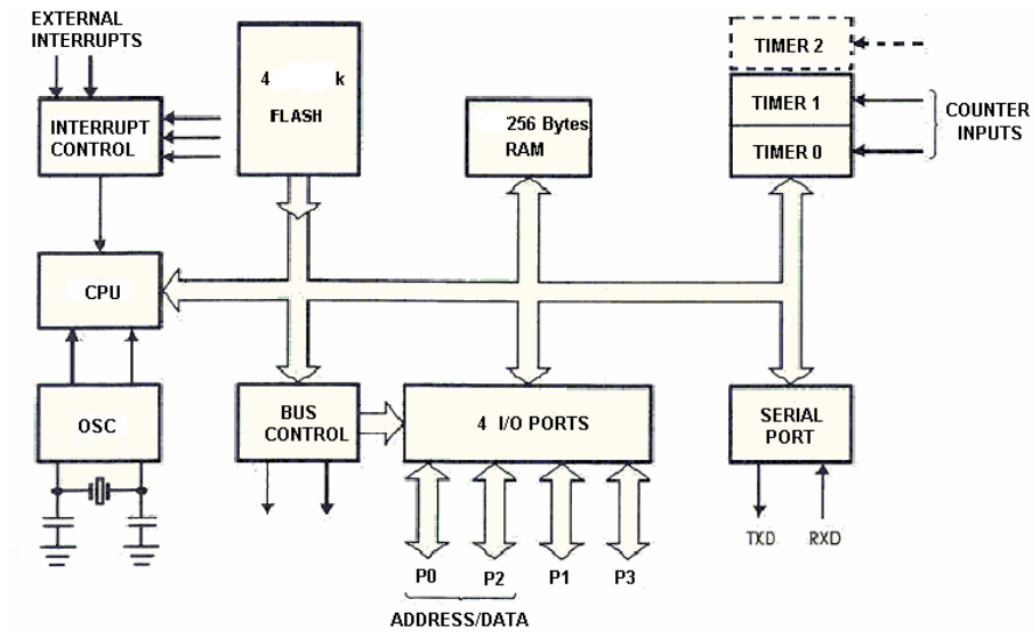 EXTERNAL
INTERRUPTS
INTERRUPT
CONTROL
4 k
FLASH
256 Bytes
RAM
TIMER 2
TIMER 1
TIMER 0
COUNTER
INPUTS
CPU
OSC
BUS
CONTROL
4 I/O PORTS
SERIAL
PORT
TXD RXD
P0 P2 P1 P3
ADDRESS/DATA